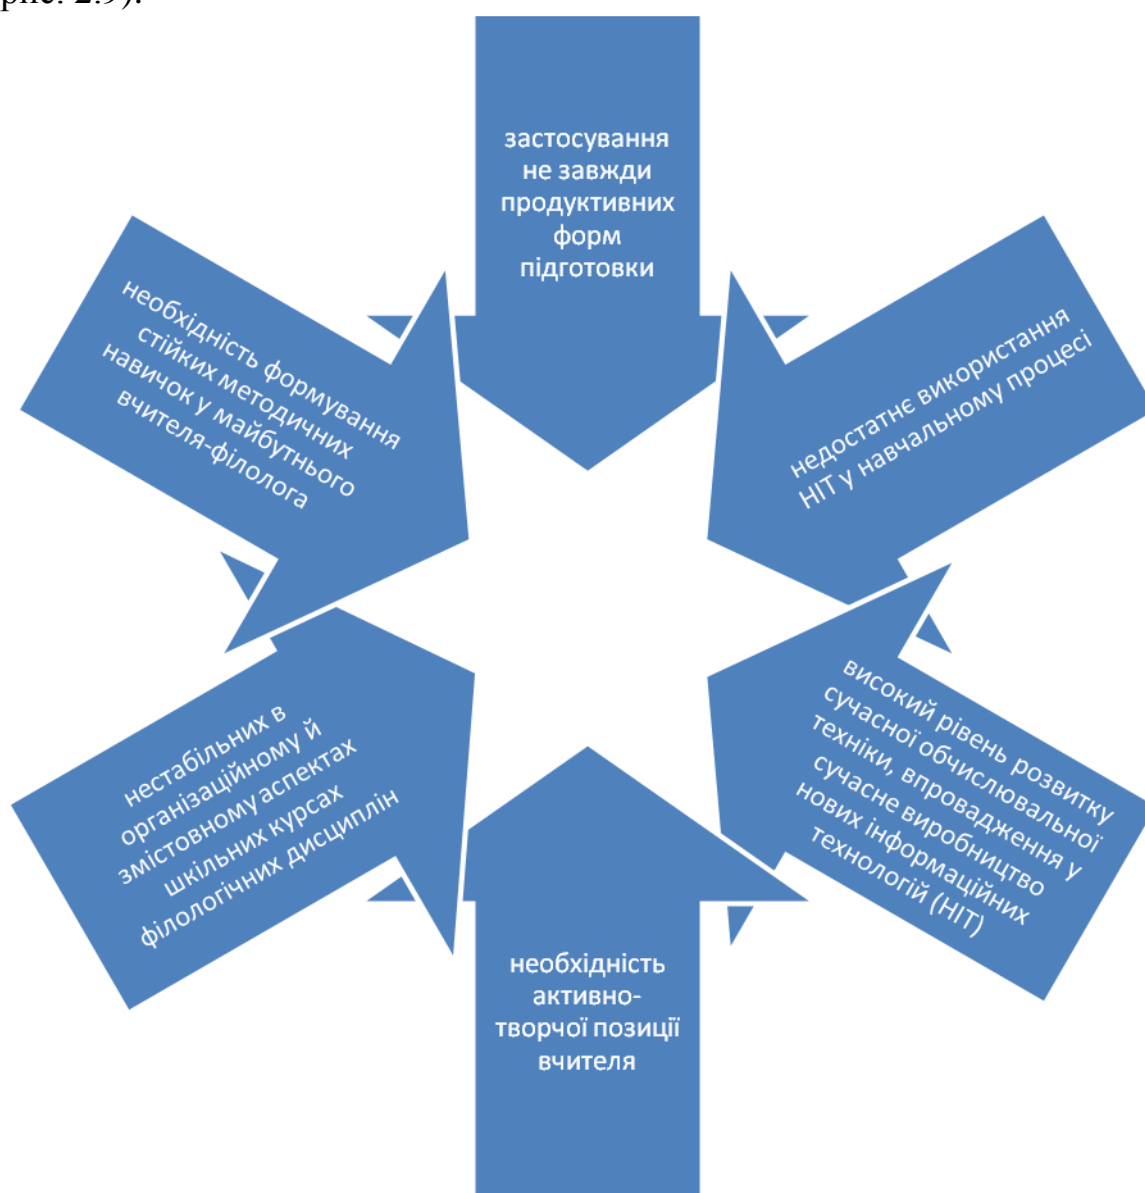 рис. 2.9).
застосування
не завжди
продуктивних
форм
підготовки
недостатнє використання
НІТ у навчальному процесі
високий рівень розвитку
сучасної обчислювальної
техніки, впровадження у
сучасне виробництво
нових інформаційних
технологій (НІТ)
необхідність
активно-
творчої позиції
вчителя
нестабільних в
організаційному й
змістовному аспектах
шкільних курсах
філологічних дисциплін
необхідність формування
стійких методичних
навичок у майбутнього
вчителя-філолога